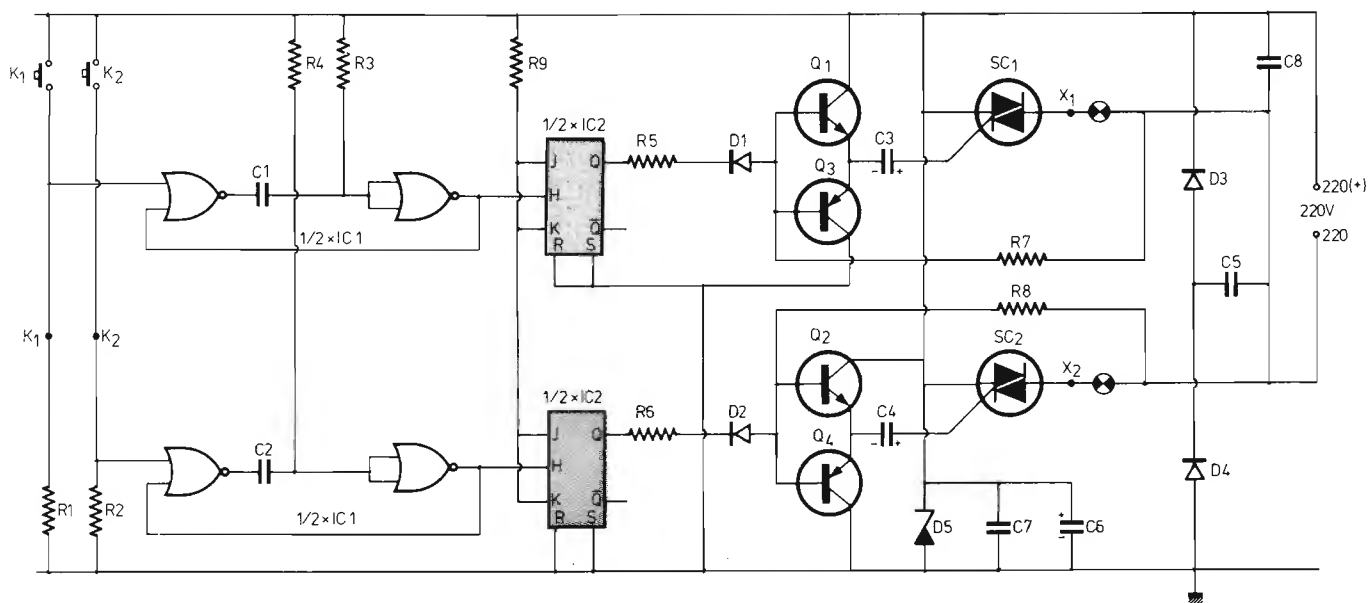 K1
K2
R4
R3
R9
Q1
SC1
X1
C8
1/2×IC2
J
Q
H
K
Q̅
R
S
R5
D1
C3
-
+
Q3
D3
220(+)
220V
220
C1
1/2×IC1
R7
C5
R8
K1
K2
Q2
SC2
X2
1/2×IC2
J
Q
H
K
Q̅
R
S
R6
D2
C4
-
+
Q4
D4
C2
1/2×IC1
R1
R2
D5
C7
+
-
C6